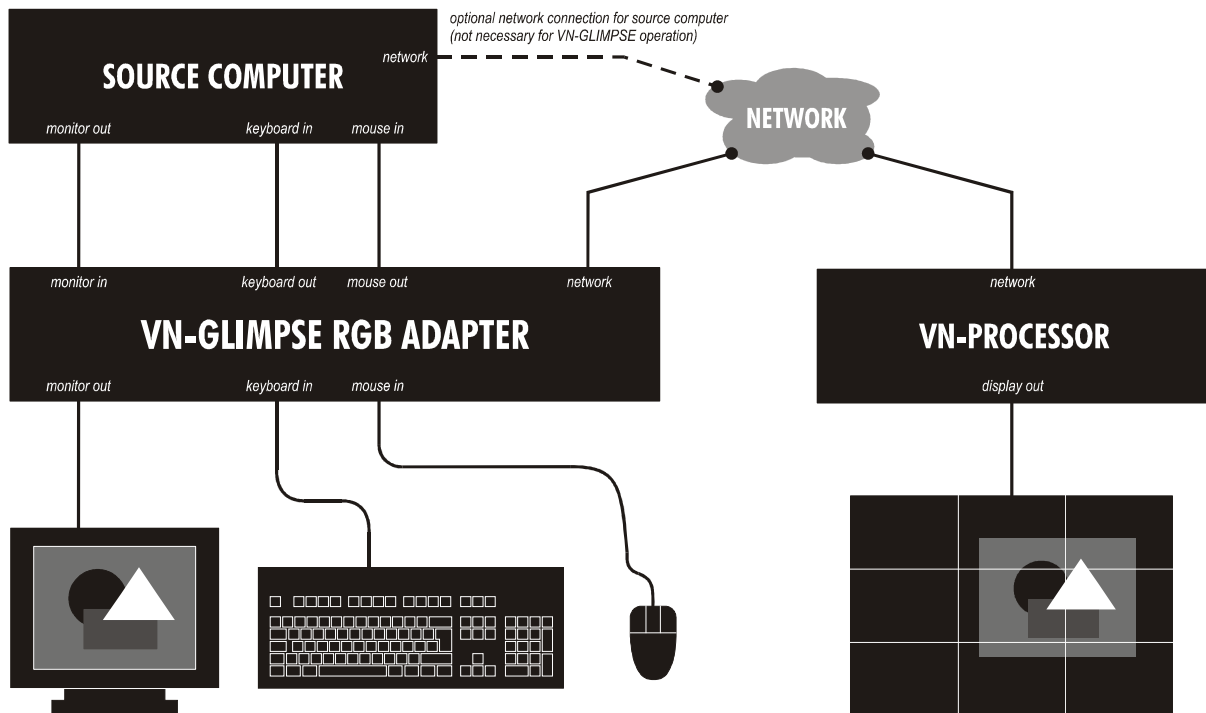 optional network connection for source computer
(not necessary for VN-GLIMPSE operation)
network
SOURCE COMPUTER
monitor out
keyboard in
mouse in
NETWORK
monitor in
keyboard out
mouse out
network
VN-GLIMPSE RGB ADAPTER
monitor out
keyboard in
mouse in
network
VN-PROCESSOR
display out